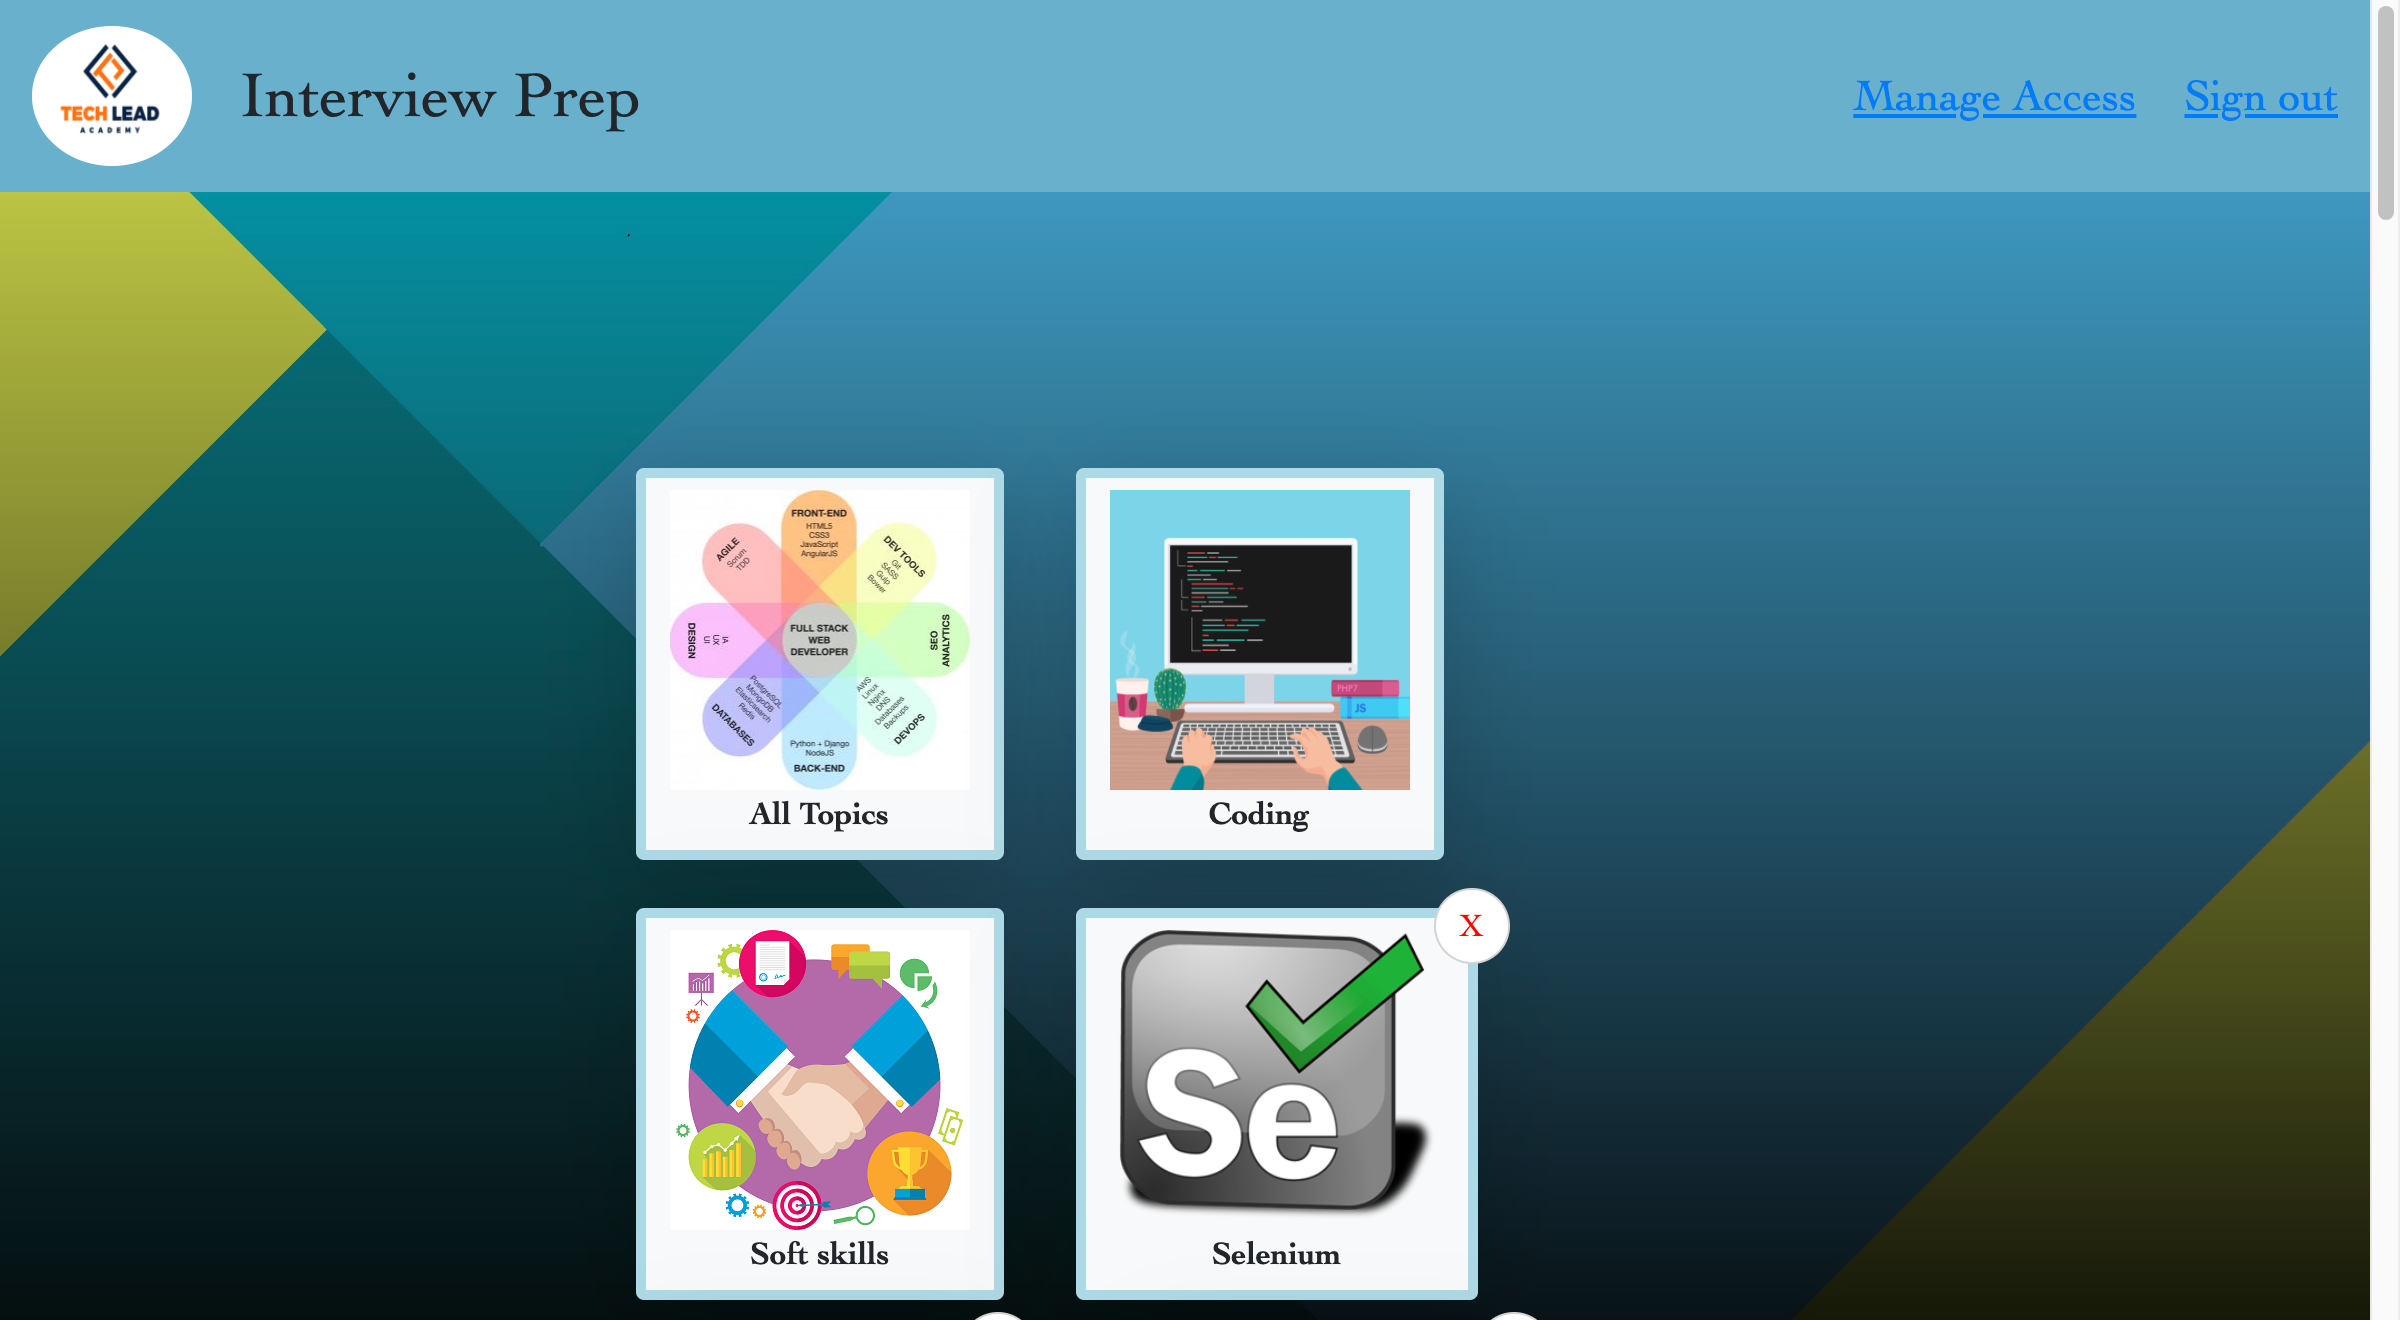 TECH LEAD
ACADEMY
Interview Prep
Manage Access
Sign out
FRONT-END
HTML5
CSS3
JavaScript
AngularJS
AGILE
Scrum
TDD
DEV TOOLS
Git
SASS
Gulp
Bower
DESIGN
IA
UX
UI
FULL STACK
WEB
DEVELOPER
SEO
ANALYTICS
PostgreSQL
MongoDB
Elasticsearch
Redis
DATABASES
AWS
Linux
Nginx
DNS
Databases
Backups
DEVOPS
Python + Django
NodeJS
BACK-END
All Topics
PHP7
JS
Coding
Soft skills
X
Se
Selenium